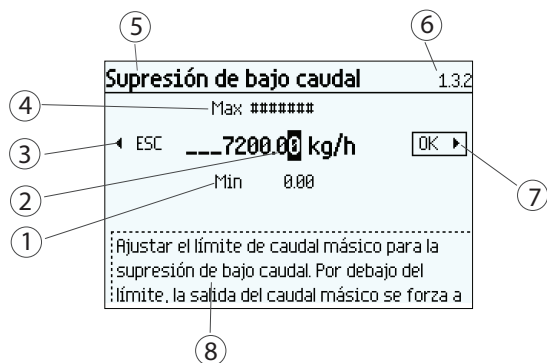 5
6
Supresión de bajo caudal 1.3.2
4 Max #######
3 ESC ___7200.00 kg/h OK
2
7
1 Min 0.00
Ajustar el límite de caudal másico para la
supresión de bajo caudal. Por debajo del
límite, la salida del caudal másico se forza a
8